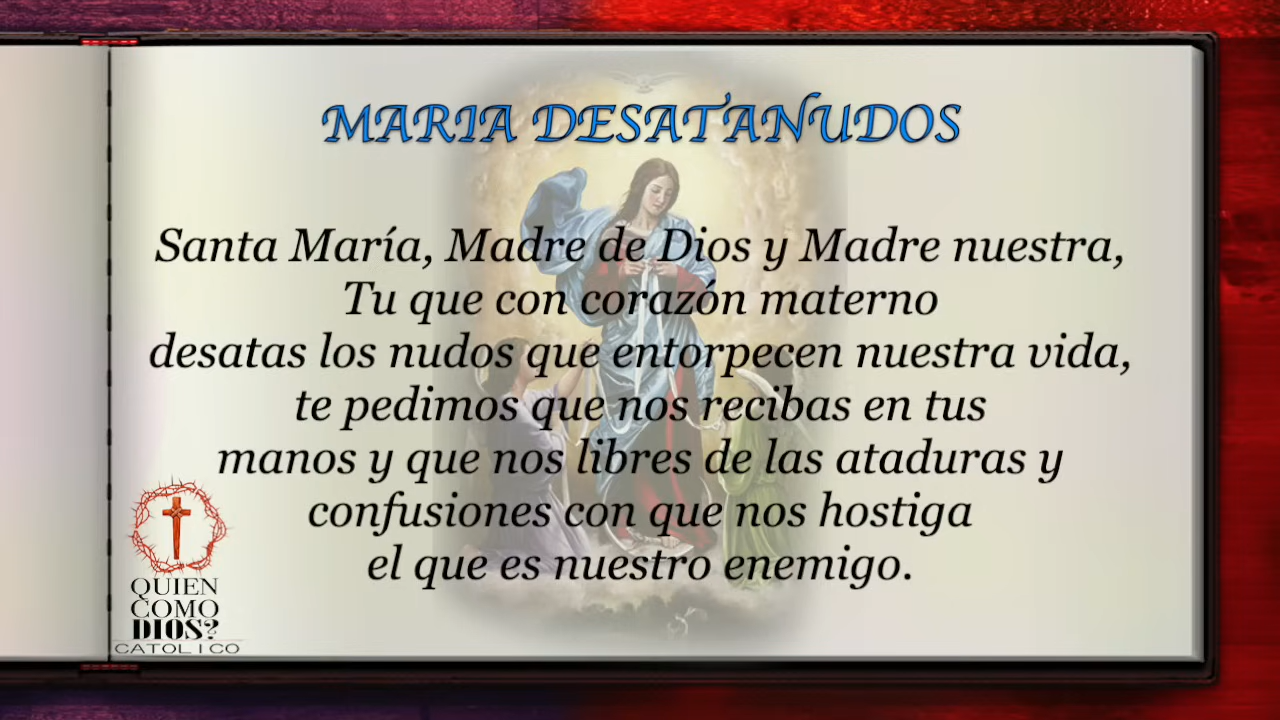 MARIA DESATAÑUDOS
Santa María, Madre de Dios y Madre nuestra,
Tu que con corazón materno
desatas los nudos que entorpecen nuestra vida,
te pedimos que nos recibas en tus
manos y que nos libres de las ataduras y
confusiones con que nos hostiga
el que es nuestro enemigo.
QUIEN
COMO
DIOS?
CATOLICO